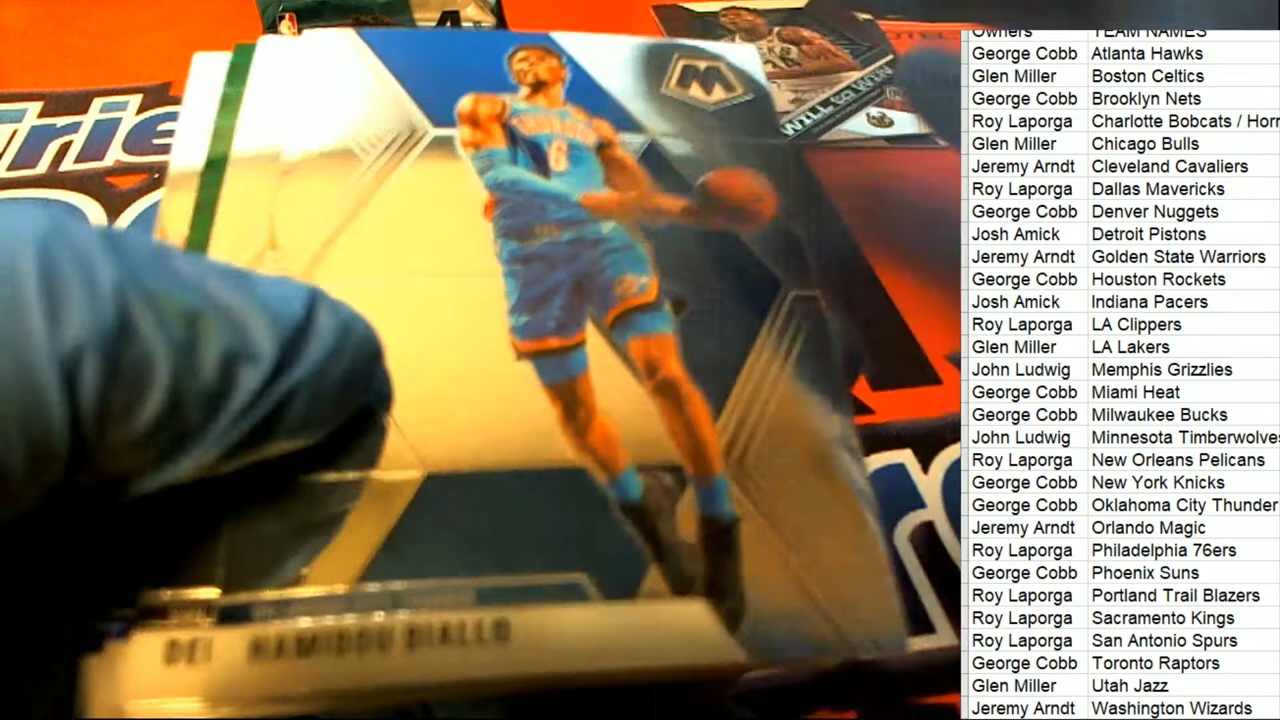 Owners TEAM NAMES
George Cobb Atlanta Hawks
Glen Miller Boston Celtics
George Cobb Brooklyn Nets
Roy Laporga Charlotte Bobcats / Horn
Glen Miller Chicago Bulls
Jeremy Arndt Cleveland Cavaliers
Roy Laporga Dallas Mavericks
George Cobb Denver Nuggets
Josh Amick Detroit Pistons
Jeremy Arndt Golden State Warriors
George Cobb Houston Rockets
Josh Amick Indiana Pacers
Roy Laporga LA Clippers
Glen Miller LA Lakers
John Ludwig Memphis Grizzlies
George Cobb Miami Heat
George Cobb Milwaukee Bucks
John Ludwig Minnesota Timberwolves
Roy Laporga New Orleans Pelicans
George Cobb New York Knicks
George Cobb Oklahoma City Thunder
Jeremy Arndt Orlando Magic
Roy Laporga Philadelphia 76ers
George Cobb Phoenix Suns
Roy Laporga Portland Trail Blazers
Roy Laporga Sacramento Kings
Roy Laporga San Antonio Spurs
George Cobb Toronto Raptors
Glen Miller Utah Jazz
Jeremy Arndt Washington Wizards
WILL to WIN
M
6